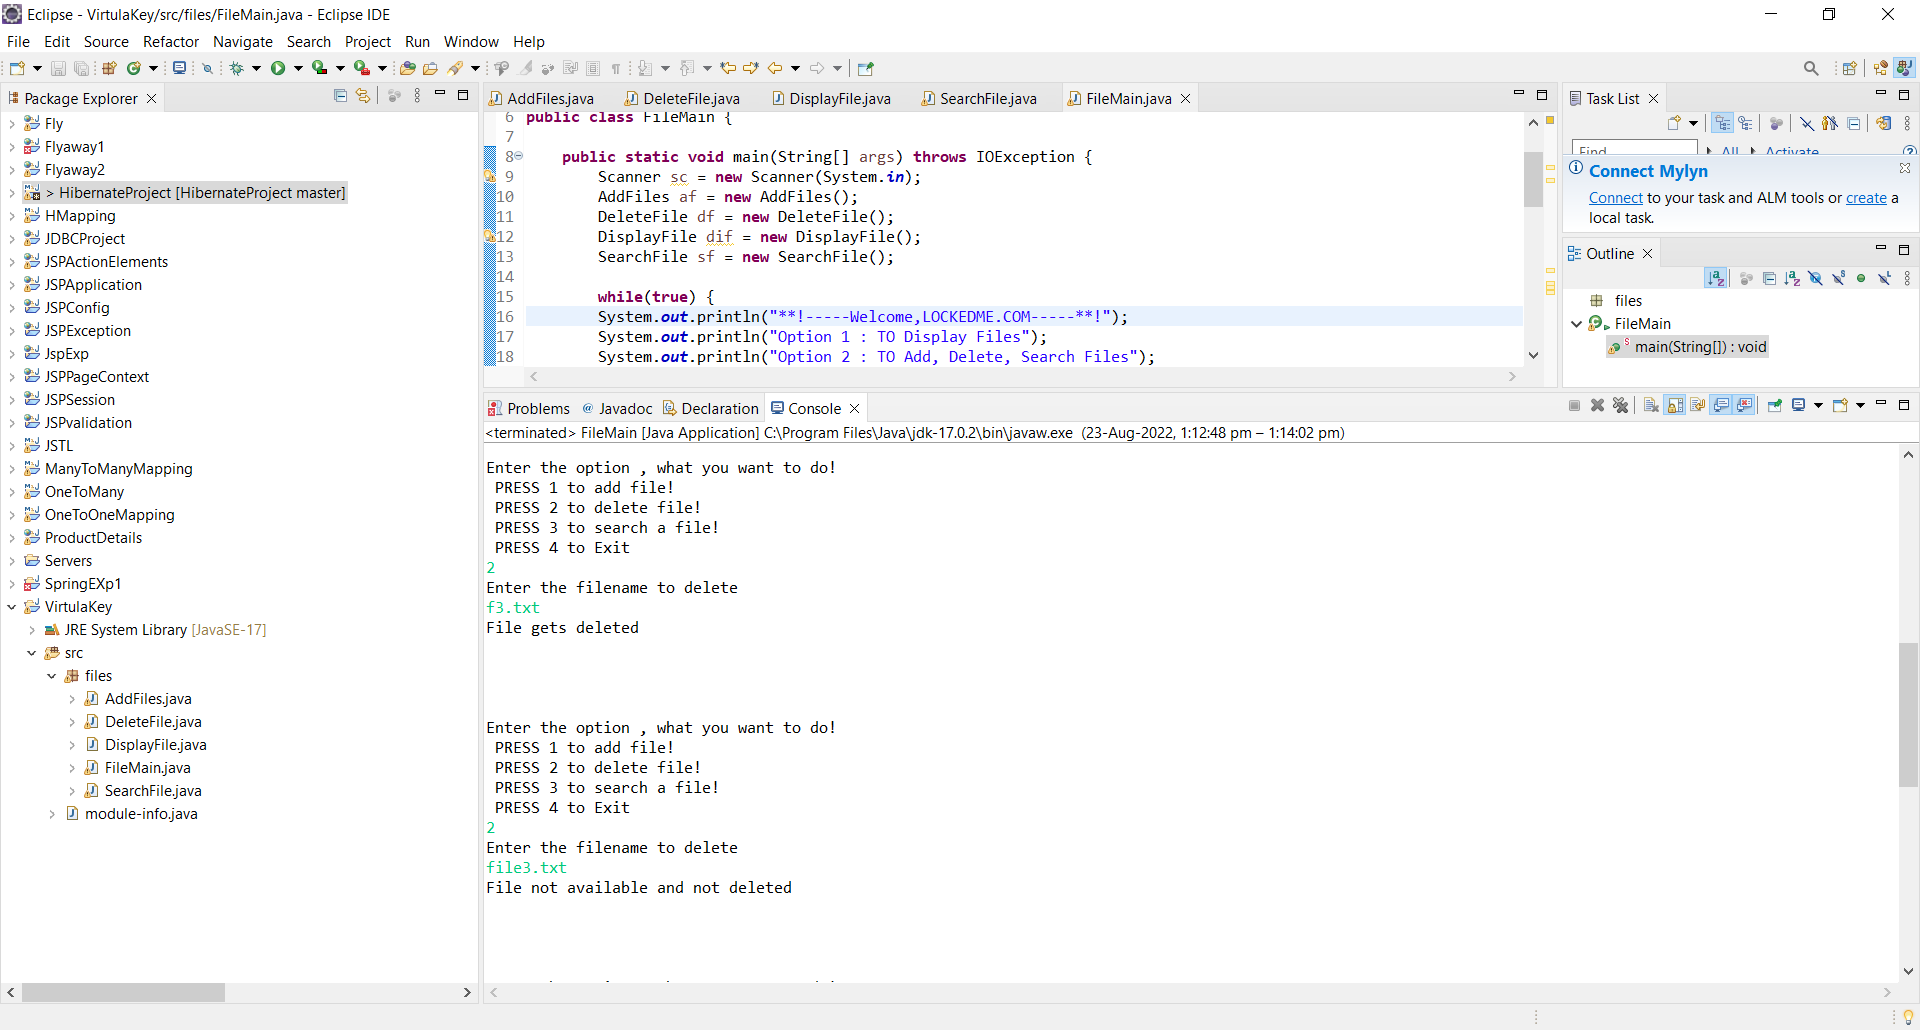 Eclipse - VirtulaKey/src/files/FileMain.java - Eclipse IDE
File Edit Source Refactor Navigate Search Project Run Window Help
Package Explorer
Fly
Flyaway1
Flyaway2
> HibernateProject [HibernateProject master]
HMapping
JDBCProject
JSPActionElements
JSPApplication
JSPConfig
JSPException
JspExp
JSPPageContext
JSPSession
JSPvalidation
JSTL
ManyToManyMapping
OneToMany
OneToOneMapping
ProductDetails
Servers
SpringEXp1
VirtulaKey
JRE System Library [JavaSE-17]
src
files
AddFiles.java
DeleteFile.java
DisplayFile.java
FileMain.java
SearchFile.java
module-info.java
AddFiles.java DeleteFile.java DisplayFile.java SearchFile.java FileMain.java
6 public class FileMain {
7
8 public static void main(String[] args) throws IOException {
9 Scanner sc = new Scanner(System.in);
10 AddFiles af = new AddFiles();
11 DeleteFile df = new DeleteFile();
12 DisplayFile dif = new DisplayFile();
13 SearchFile sf = new SearchFile();
14
15 while(true) {
16 System.out.println("**!-----Welcome,LOCKEDME.COM-----**!");
17 System.out.println("Option 1 : TO Display Files");
18 System.out.println("Option 2 : TO Add, Delete, Search Files");
Problems Javadoc Declaration Console
<terminated> FileMain [Java Application] C:\Program Files\Java\jdk-17.0.2\bin\javaw.exe (23-Aug-2022, 1:12:48 pm – 1:14:02 pm)
Enter the option , what you want to do!
PRESS 1 to add file!
PRESS 2 to delete file!
PRESS 3 to search a file!
PRESS 4 to Exit
2
Enter the filename to delete
f3.txt
File gets deleted
Enter the option , what you want to do!
PRESS 1 to add file!
PRESS 2 to delete file!
PRESS 3 to search a file!
PRESS 4 to Exit
2
Enter the filename to delete
file3.txt
File not available and not deleted
Task List
Find All Activate...
Connect Mylyn
Connect to your task and ALM tools or create a
local task.
Outline
files
FileMain
main(String[]) : void